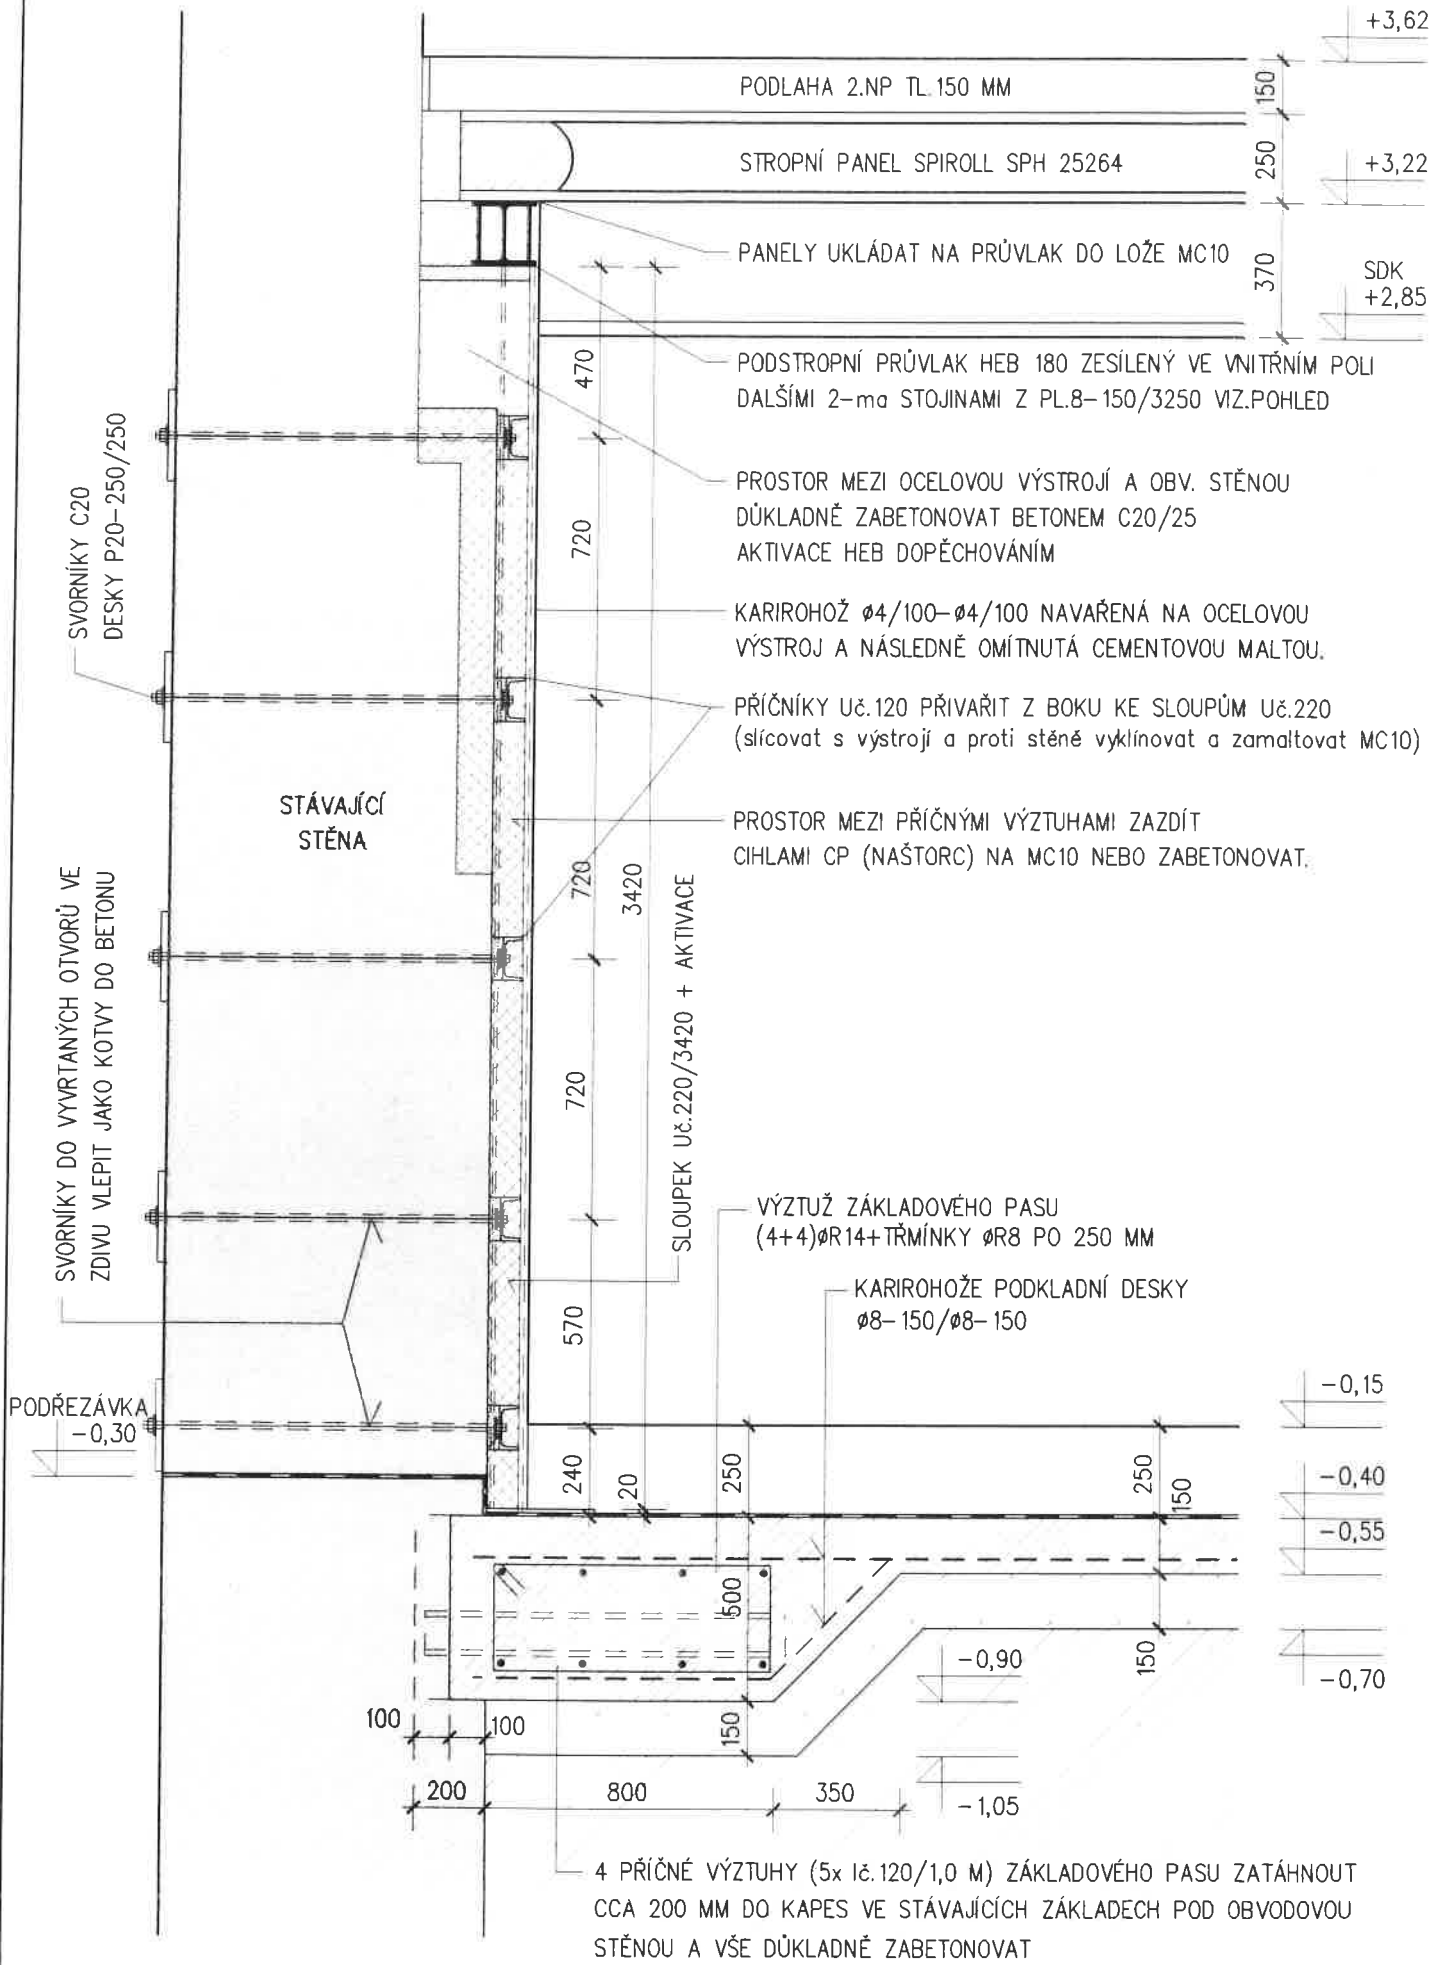 +3,62
PODLAHA 2.NP TL.150 MM
150
STROPNÍ PANEL SPIROLL SPH 25264
250
+3,22
PANELY UKLÁDAT NA PRŮVLAK DO LOŽE MC10
370
SDK
+2,85
470
PODSTROPNÍ PRŮVLAK HEB 180 ZESÍLENÝ VE VNITŘNÍM POLI
DALŠÍMI 2-ma STOJINAMI Z PL.8-150/3250 VIZ.POHLED
SVORNÍKY C20
DESKY P20-250/250
PROSTOR MEZI OCELOVOU VÝSTROJÍ A OBV. STĚNOU
DŮKLADNĚ ZABETONOVAT BETONEM C20/25
AKTIVACE HEB DOPĚCHOVÁNÍM
720
KARIROHOŽ ø4/100-ø4/100 NAVAŘENÁ NA OCELOVOU
VÝSTROJ A NÁSLEDNĚ OMÍTNUTÁ CEMENTOVOU MALTOU.
PŘÍČNÍKY Uč.120 PŘIVAŘIT Z BOKU KE SLOUPŮM Uč.220
(slícovat s výstrojí a proti stěně vyklínovat a zamaltovat MC10)
STÁVAJÍCÍ
STĚNA
PROSTOR MEZI PŘÍČNÝMI VÝZTUHAMI ZAZDÍT
CIHLAMI CP (NAŠTORC) NA MC10 NEBO ZABETONOVAT.
720
3420
SVORNÍKY DO VYVRTANÝCH OTVORŮ VE
ZDIVU VLEPIT JAKO KOTVY DO BETONU
SLOUPEK Uč.220/3420 + AKTIVACE
720
VÝZTUŽ ZÁKLADOVÉHO PASU
(4+4)øR14+TŘMÍNKY øR8 PO 250 MM
KARIROHOŽE PODKLADNÍ DESKY
ø8-150/ø8-150
570
PODŘEZÁVKA
-0,30
-0,15
240
20
250
250
150
-0,40
-0,55
500
150
-0,90
-0,70
100
100
150
200
800
350
-1,05
4 PŘÍČNÉ VÝZTUHY (5x Ič.120/1,0 M) ZÁKLADOVÉHO PASU ZATÁHNOUT
CCA 200 MM DO KAPES VE STÁVAJÍCÍCH ZÁKLADECH POD OBVODOVOU
STĚNOU A VŠE DŮKLADNĚ ZABETONOVAT